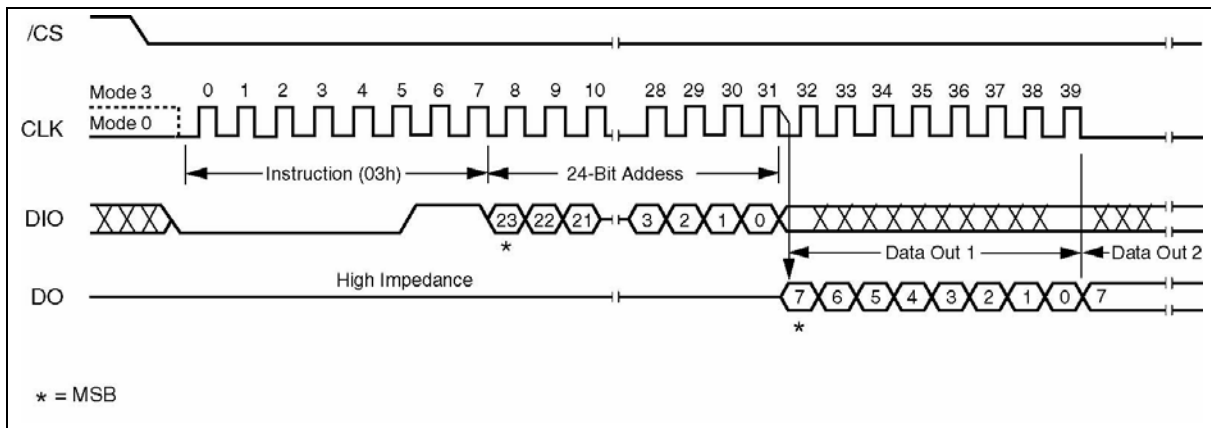 /CS
Mode 3
0 1 2 3 4 5 6 7 8 9 10 28 29 30 31 32 33 34 35 36 37 38 39
CLK
Mode 0
Instruction (03h)
24-Bit Addess
DIO
23 22 21 3 2 1 0
*
Data Out 1
Data Out 2
High Impedance
DO
7 6 5 4 3 2 1 0 7
*
* = MSB